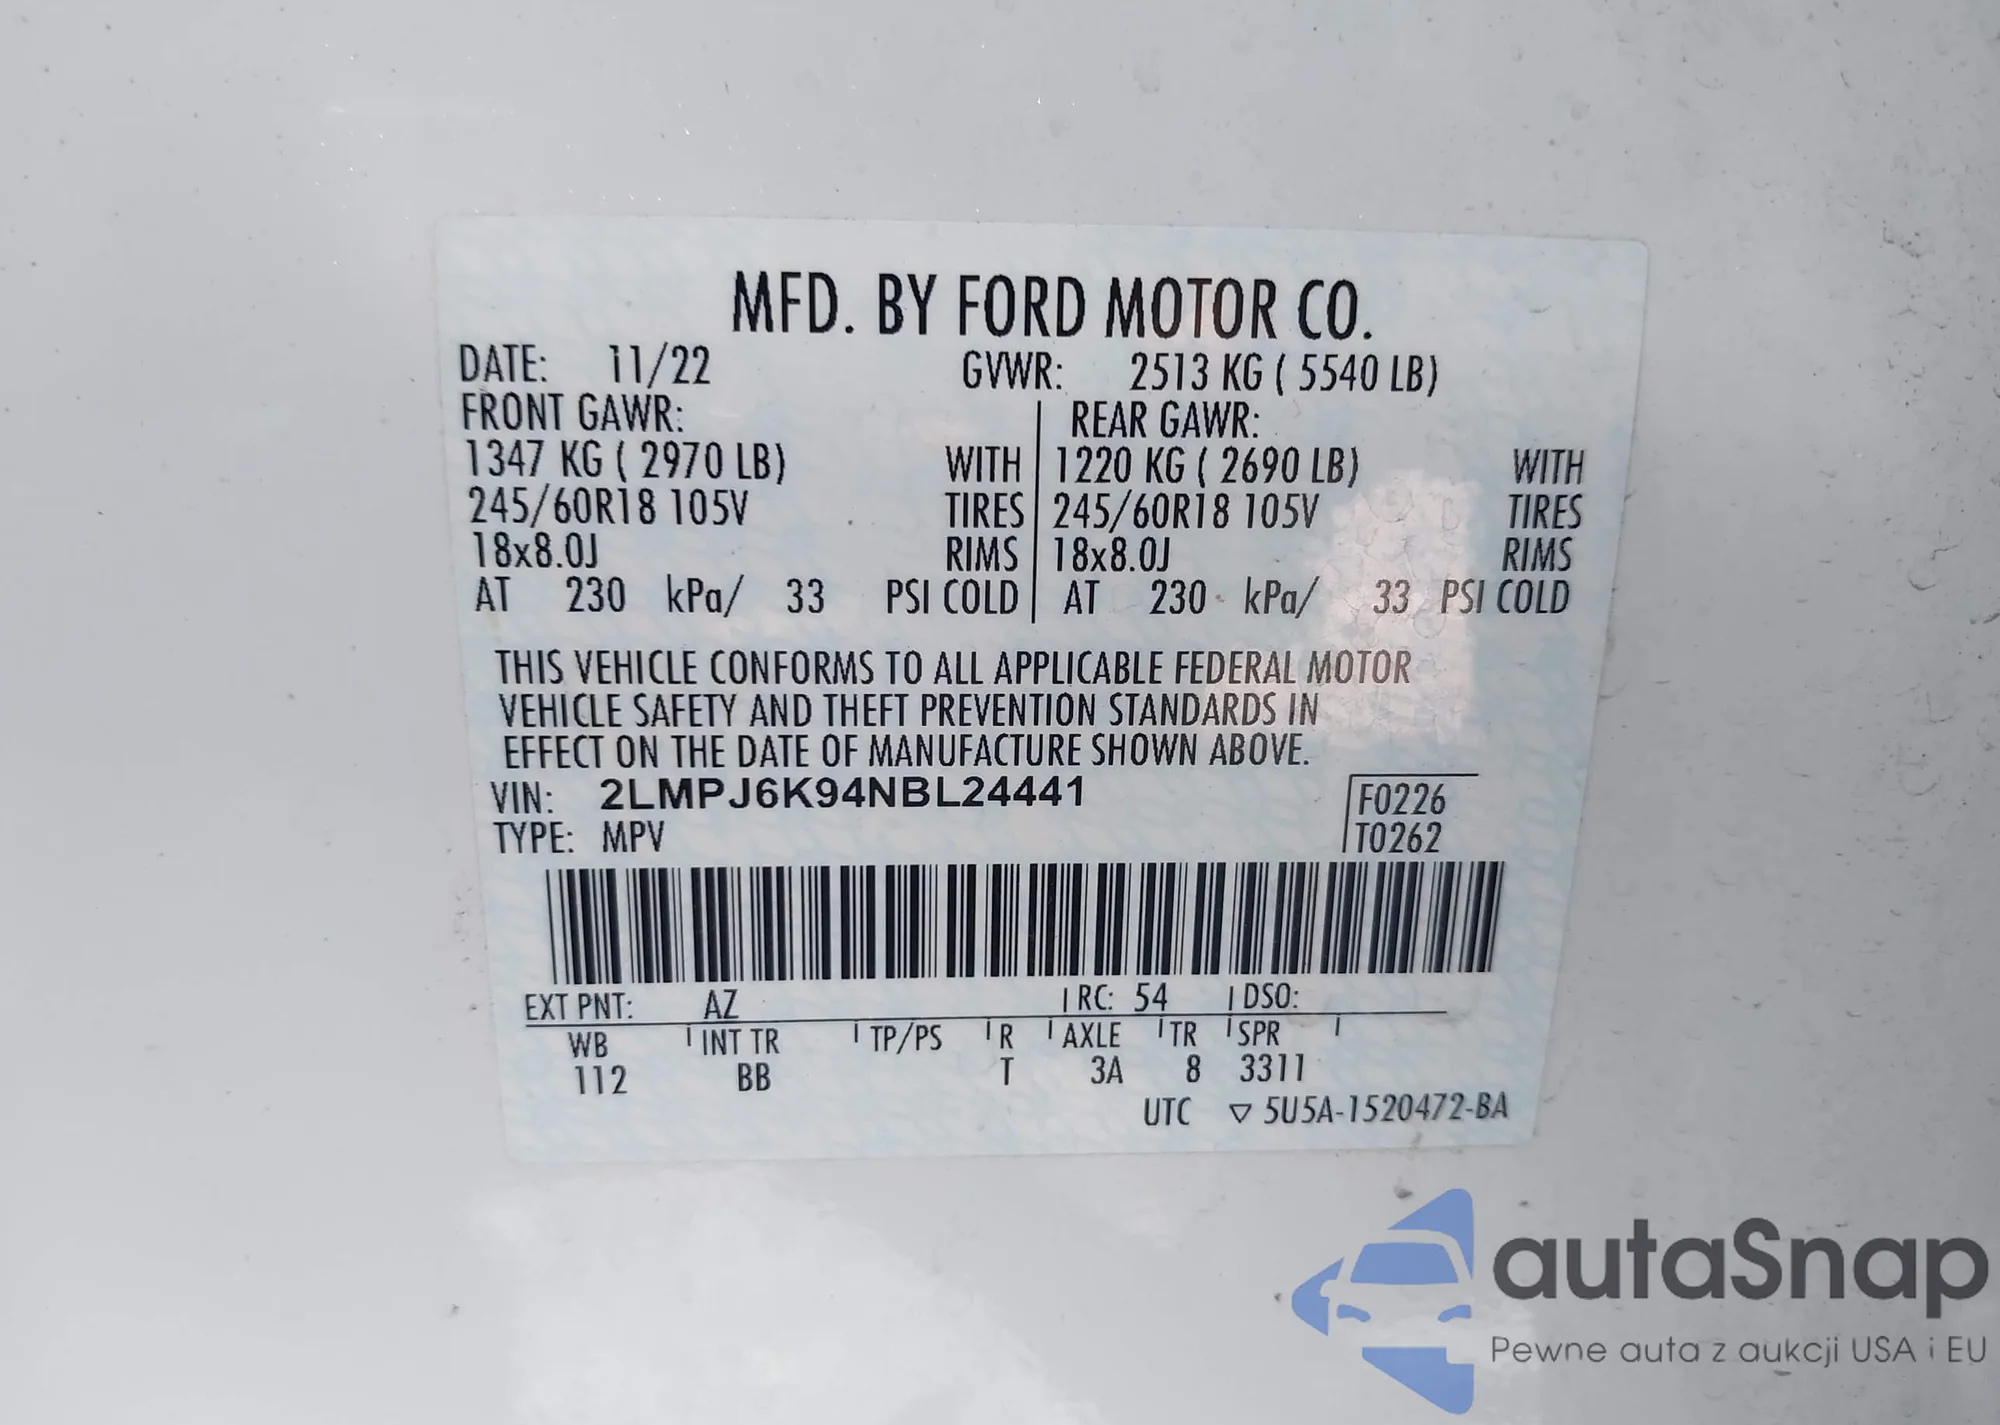 MFD. BY FORD MOTOR CO.
DATE: 11/22 GVWR: 2513 KG ( 5540 LB)
FRONT GAWR: REAR GAWR:
1347 KG ( 2970 LB) WITH 1220 KG ( 2690 LB) WITH
245/60R18 105V TIRES 245/60R18 105V TIRES
18x8.0J RIMS 18x8.0J RIMS
AT 230 kPa/ 33 PSI COLD AT 230 kPa/ 33 PSI COLD
THIS VEHICLE CONFORMS TO ALL APPLICABLE FEDERAL MOTOR
VEHICLE SAFETY AND THEFT PREVENTION STANDARDS IN
EFFECT ON THE DATE OF MANUFACTURE SHOWN ABOVE.
VIN: 2LMPJ6K94NBL24441 F0226
TYPE: MPV T0262
EXT PNT: AZ RC: 54 DSO:
WB INT TR TP/PS R AXLE TR SPR
112 BB T 3A 8 3311
UTC ▽ 5U5A-1520472-BA
autaSnap
Pewne auta z aukcji USA i EU